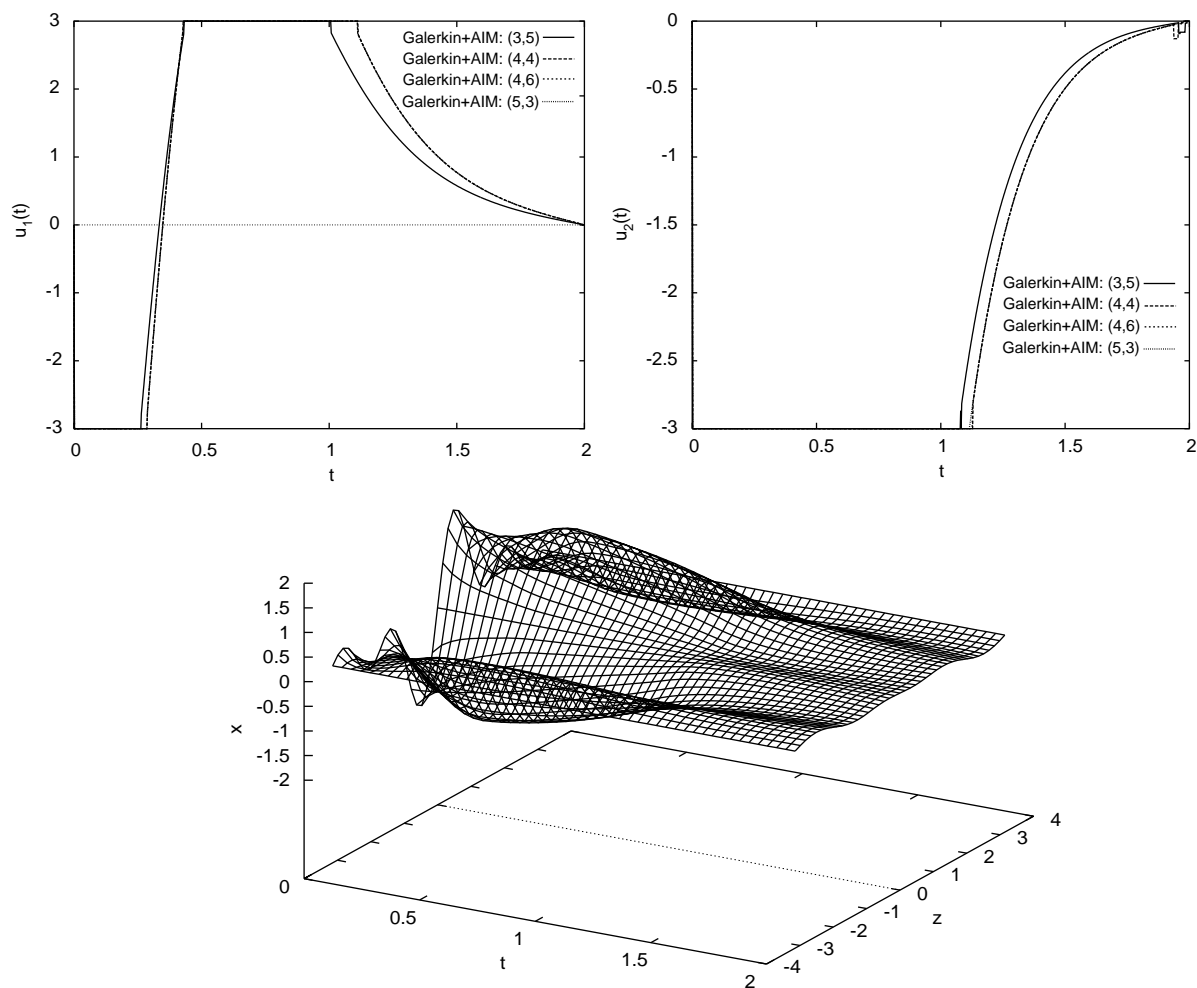 3
2
1
0
-1
-2
-3
u1(t)
0 0.5 1 1.5 2
t
Galerkin+AIM: (3,5)
Galerkin+AIM: (4,4)
Galerkin+AIM: (4,6)
Galerkin+AIM: (5,3)
0
-0.5
-1
-1.5
-2
-2.5
-3
u2(t)
0 0.5 1 1.5 2
t
Galerkin+AIM: (3,5)
Galerkin+AIM: (4,4)
Galerkin+AIM: (4,6)
Galerkin+AIM: (5,3)
2
1.5
1
0.5
0
-0.5
-1
-1.5
-2
x
0
0.5
1
1.5
2
t
-4
-3
-2
-1
0
1
2
3
4
z